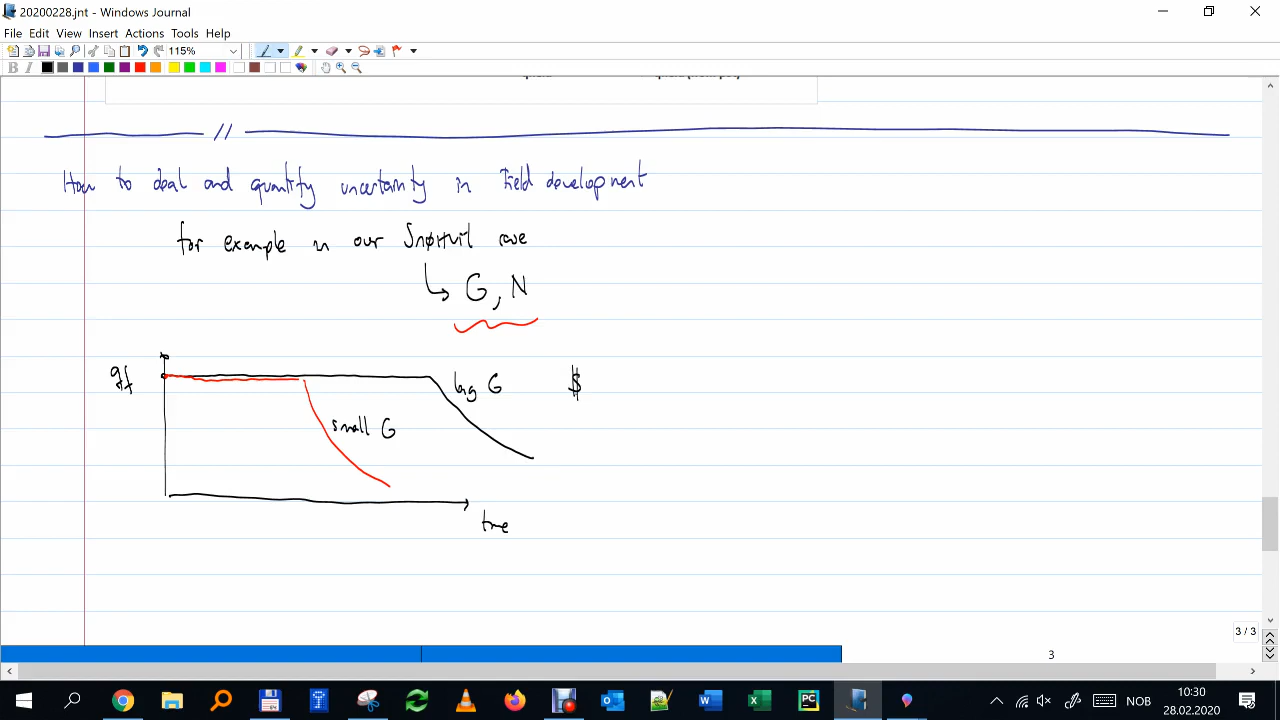 20200228.jnt - Windows Journal
File Edit View Insert Actions Tools Help
115%
B I
How to deal and quantify uncertainty in Field development
for example in our Snøhvit case
G, N
qf
big G
$
small G
time
3 / 3
3
NOB
10:30
28.02.2020